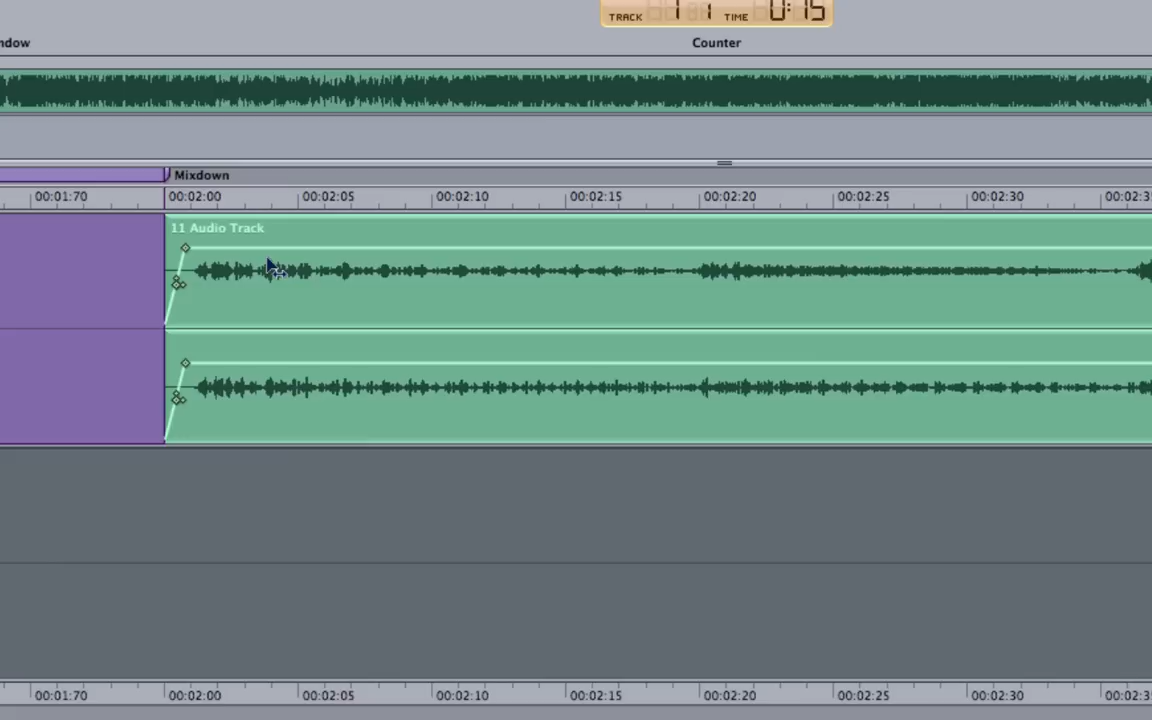 TRACK 1 1 TIME 0:15
ndow Counter
Mixdown
00:01:70 00:02:00 00:02:05 00:02:10 00:02:15 00:02:20 00:02:25 00:02:30 00:02:3
11 Audio Track
00:01:70 00:02:00 00:02:05 00:02:10 00:02:15 00:02:20 00:02:25 00:02:30 00:02:3